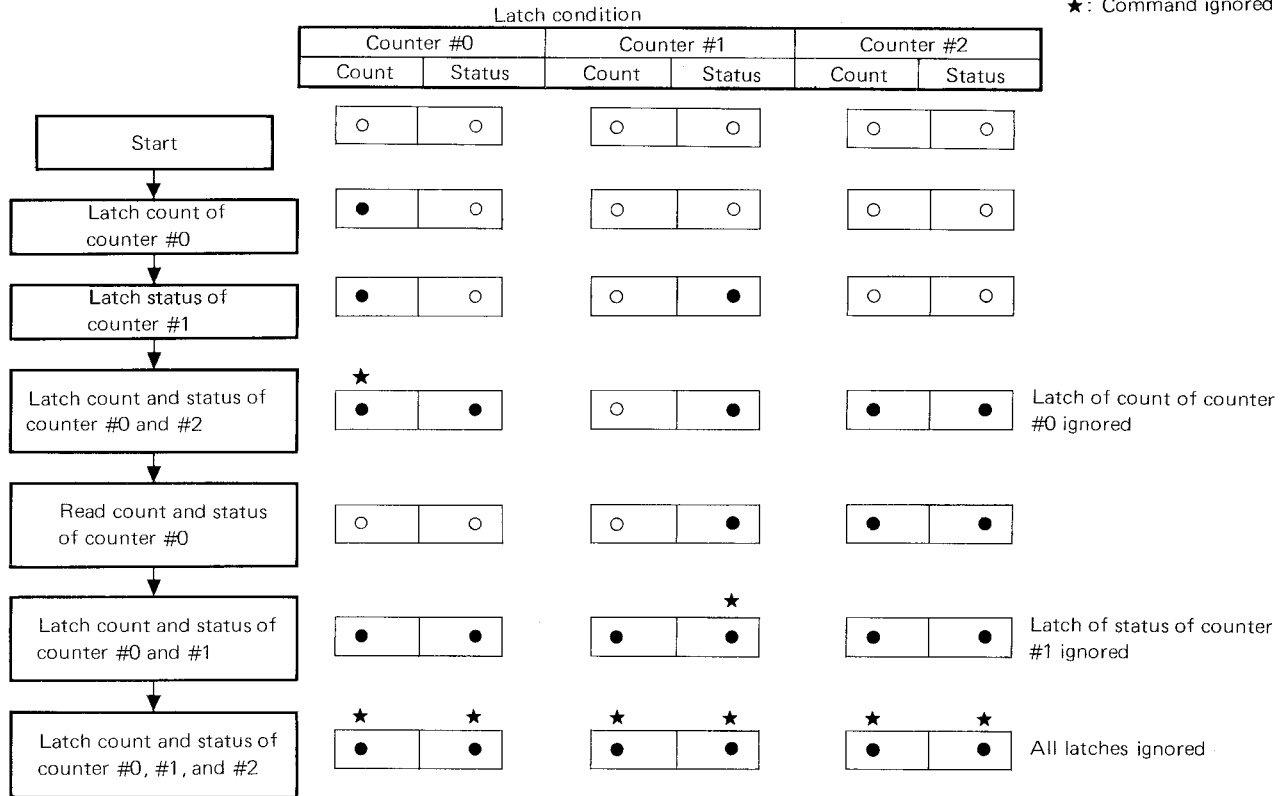 ★: Command ignored
Latch condition
Counter #0 Counter #1 Counter #2
Count Status Count Status Count Status
Start
Latch count of
counter #0
Latch status of
counter #1
Latch count and status of
counter #0 and #2
Latch of count of counter
#0 ignored
Read count and status
of counter #0
Latch count and status of
counter #0 and #1
Latch of status of counter
#1 ignored
Latch count and status of
counter #0, #1, and #2
All latches ignored